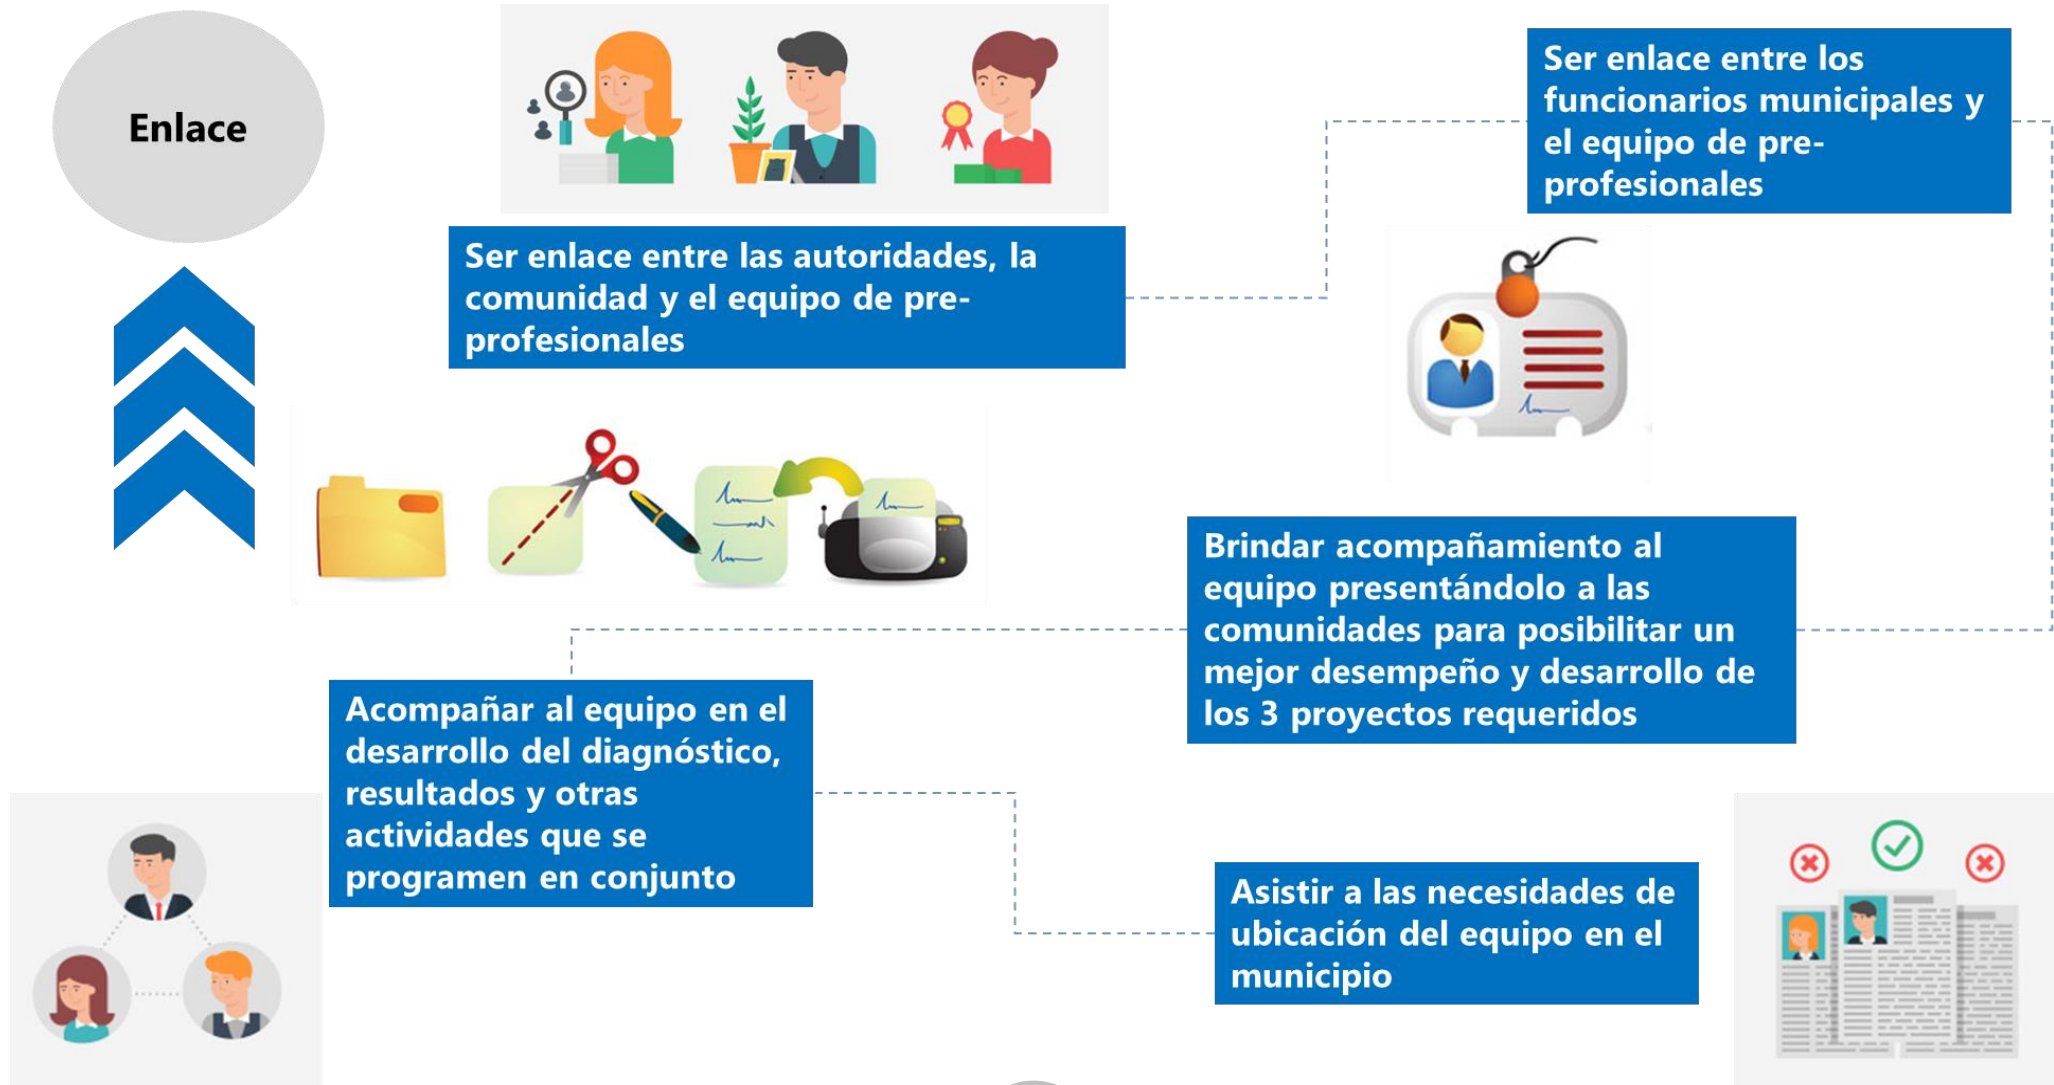 Enlace
Ser enlace entre las autoridades, la
comunidad y el equipo de pre-
profesionales
Ser enlace entre los
funcionarios municipales y
el equipo de pre-
profesionales
Brindar acompañamiento al
equipo presentándolo a las
comunidades para posibilitar un
mejor desempeño y desarrollo de
los 3 proyectos requeridos
Acompañar al equipo en el
desarrollo del diagnóstico,
resultados y otras
actividades que se
programen en conjunto
Asistir a las necesidades de
ubicación del equipo en el
municipio